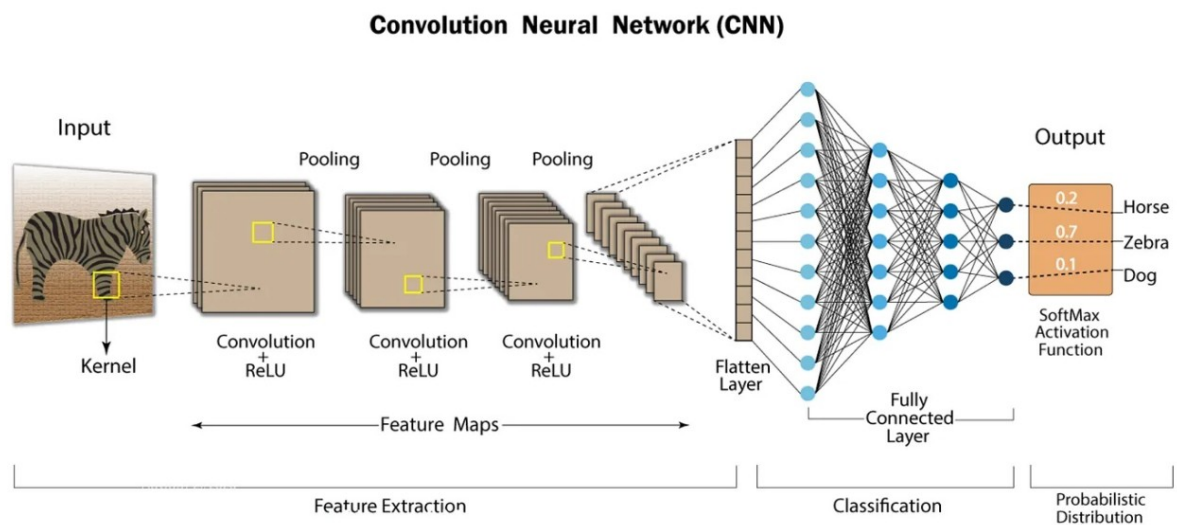 Convolution Neural Network (CNN)
Input
Kernel
Pooling
Pooling
Pooling
Convolution
+
ReLU
Convolution
+
ReLU
Convolution
+
ReLU
Feature Maps
Flatten
Layer
Fully
Connected
Layer
Output
0.2
Horse
0.7
Zebra
0.1
Dog
SoftMax
Activation
Function
Feature Extraction
Classification
Probabilistic
Distribution